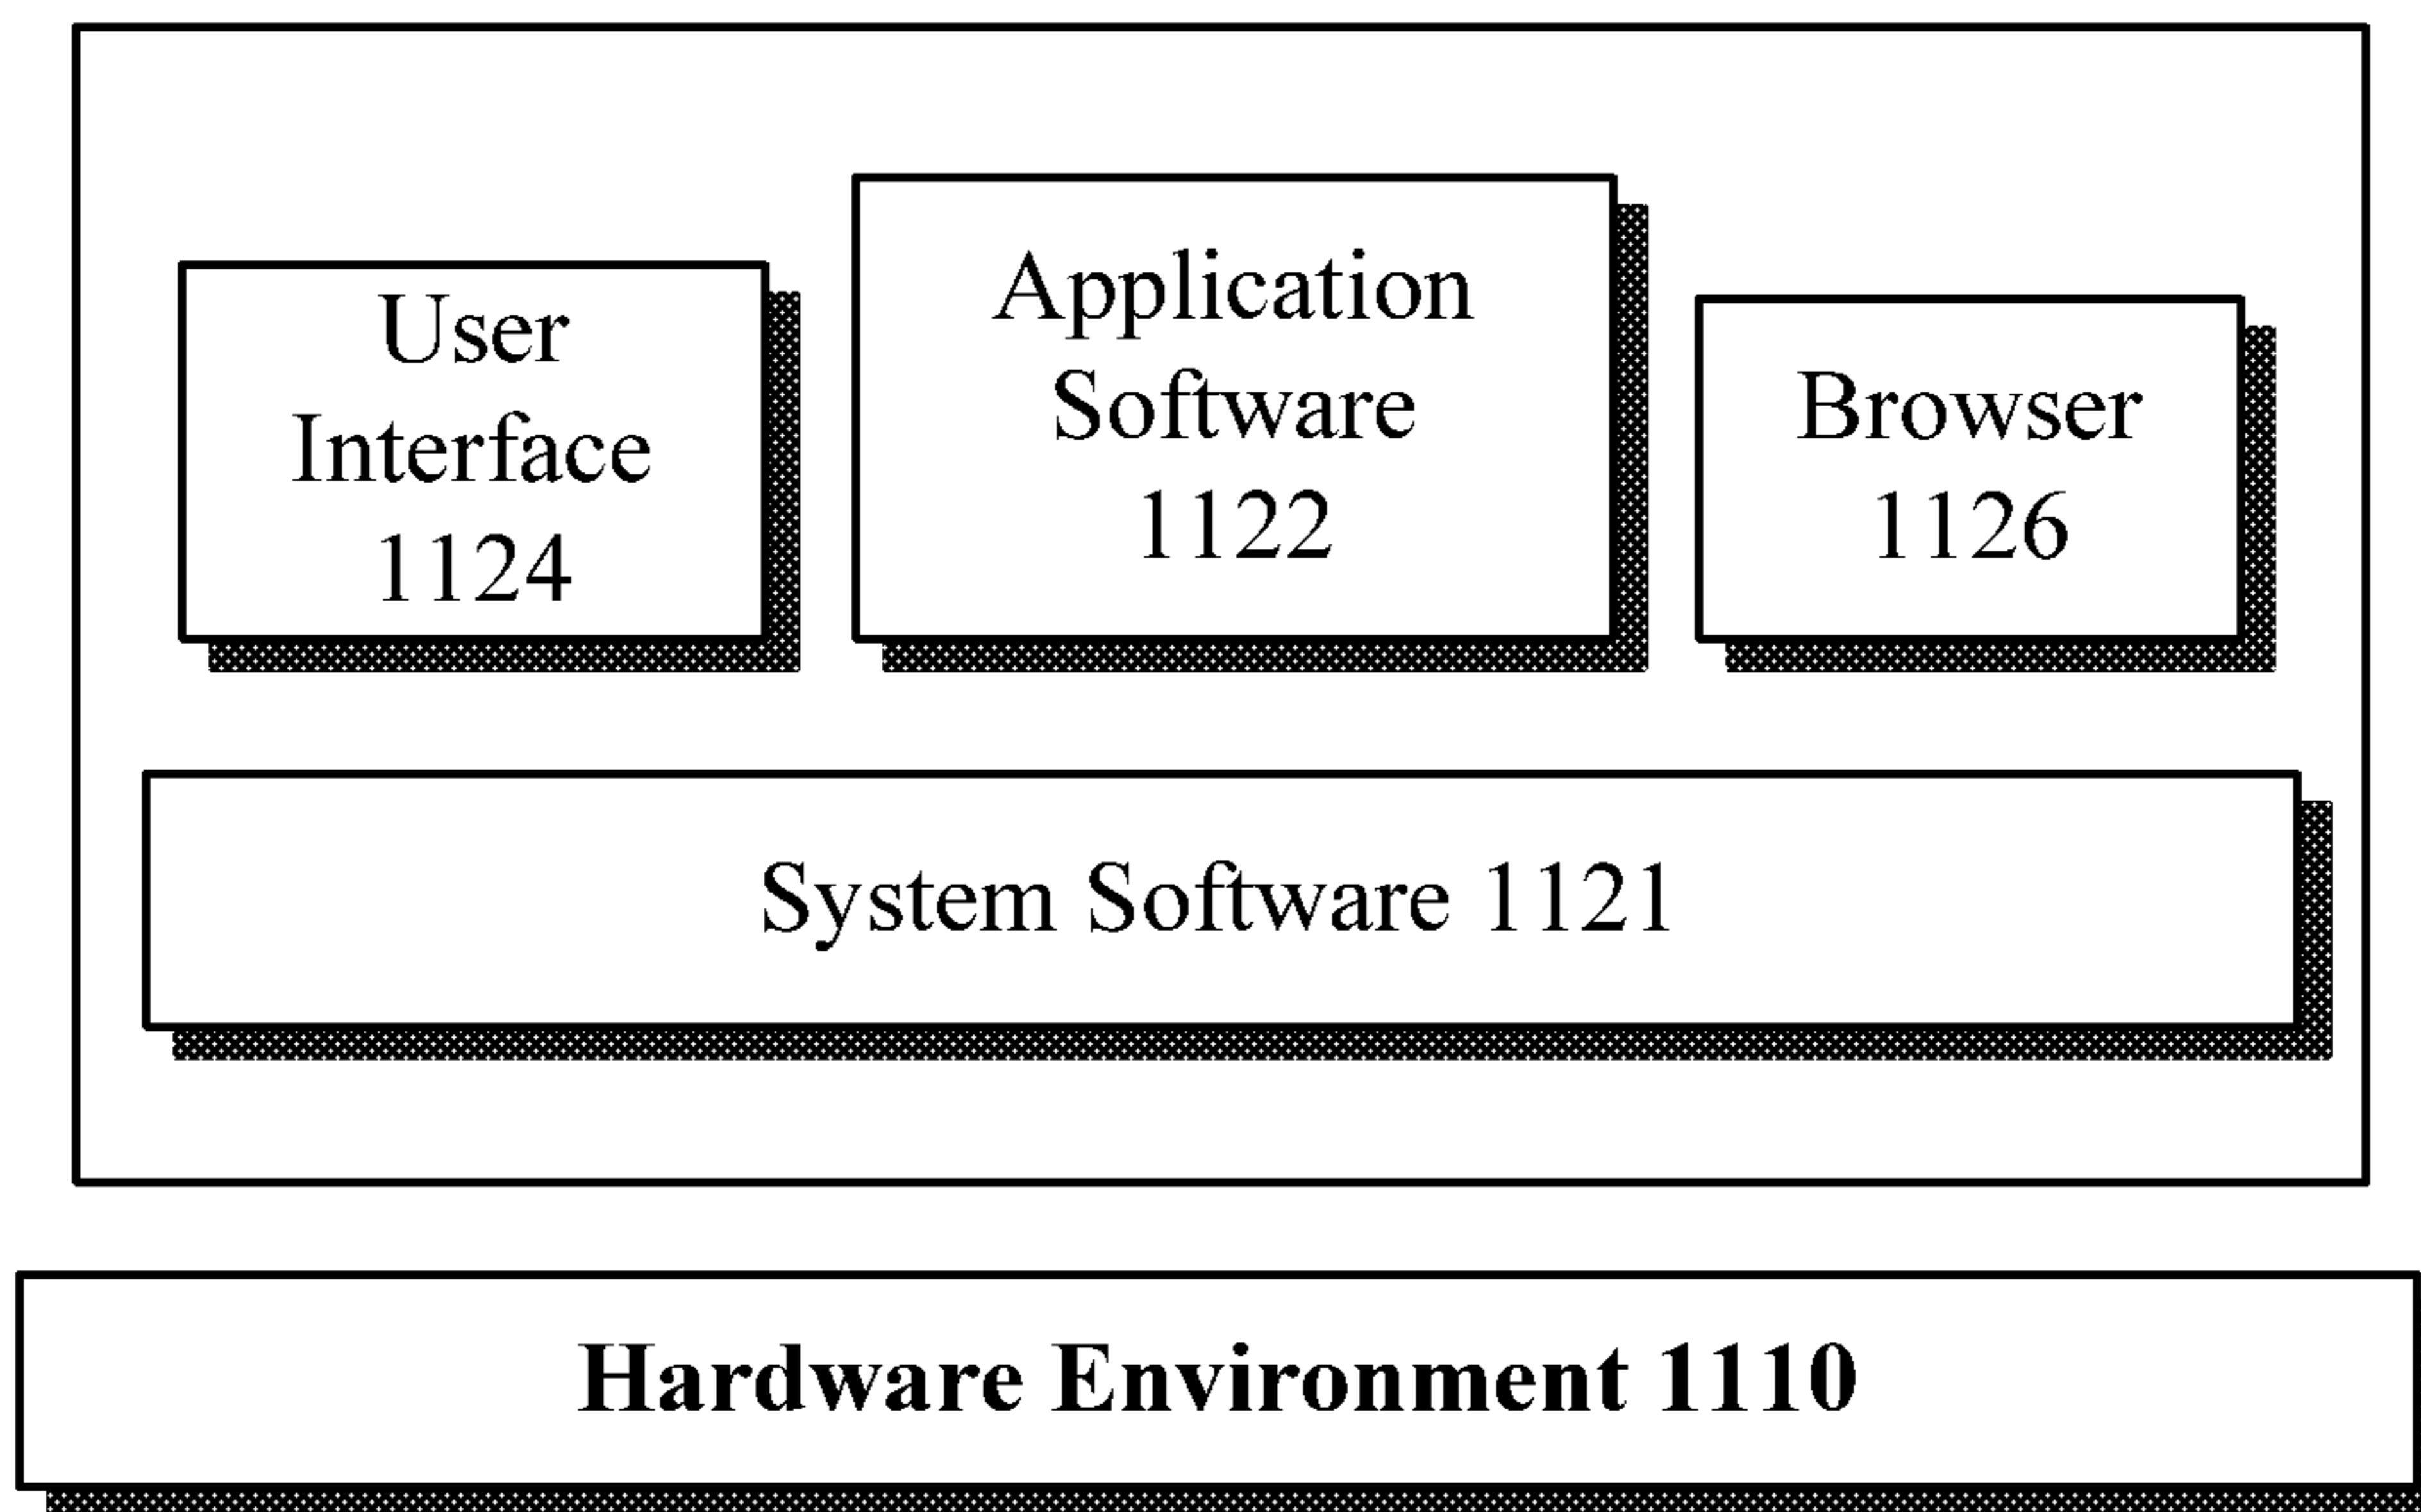 User
Interface
1124
Application
Software
1122
Browser
1126
System Software 1121
Hardware Environment 1110